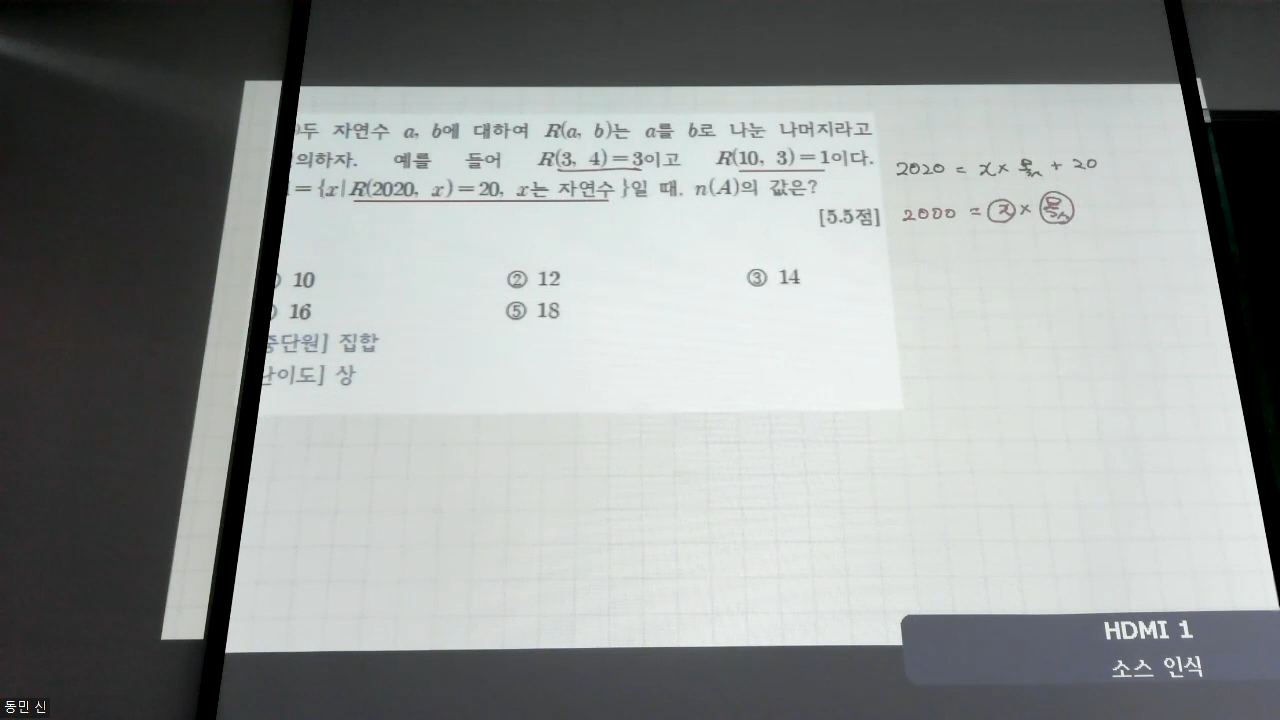 두 자연수 a, b에 대하여 R(a, b)는 a를 b로 나눈 나머지라고
의하자. 예를 들어 R(3, 4)=3이고 R(10, 3)=1이다.
={x|R(2020, x)=20, x는 자연수}일 때, n(A)의 값은?
[5.5점]
10 ② 12 ③ 14
16 ⑤ 18
중단원] 집합
난이도] 상
2020 = x × 몫 + 20
2000 = x × 몫
HDMI 1
소스 인식
동민 신